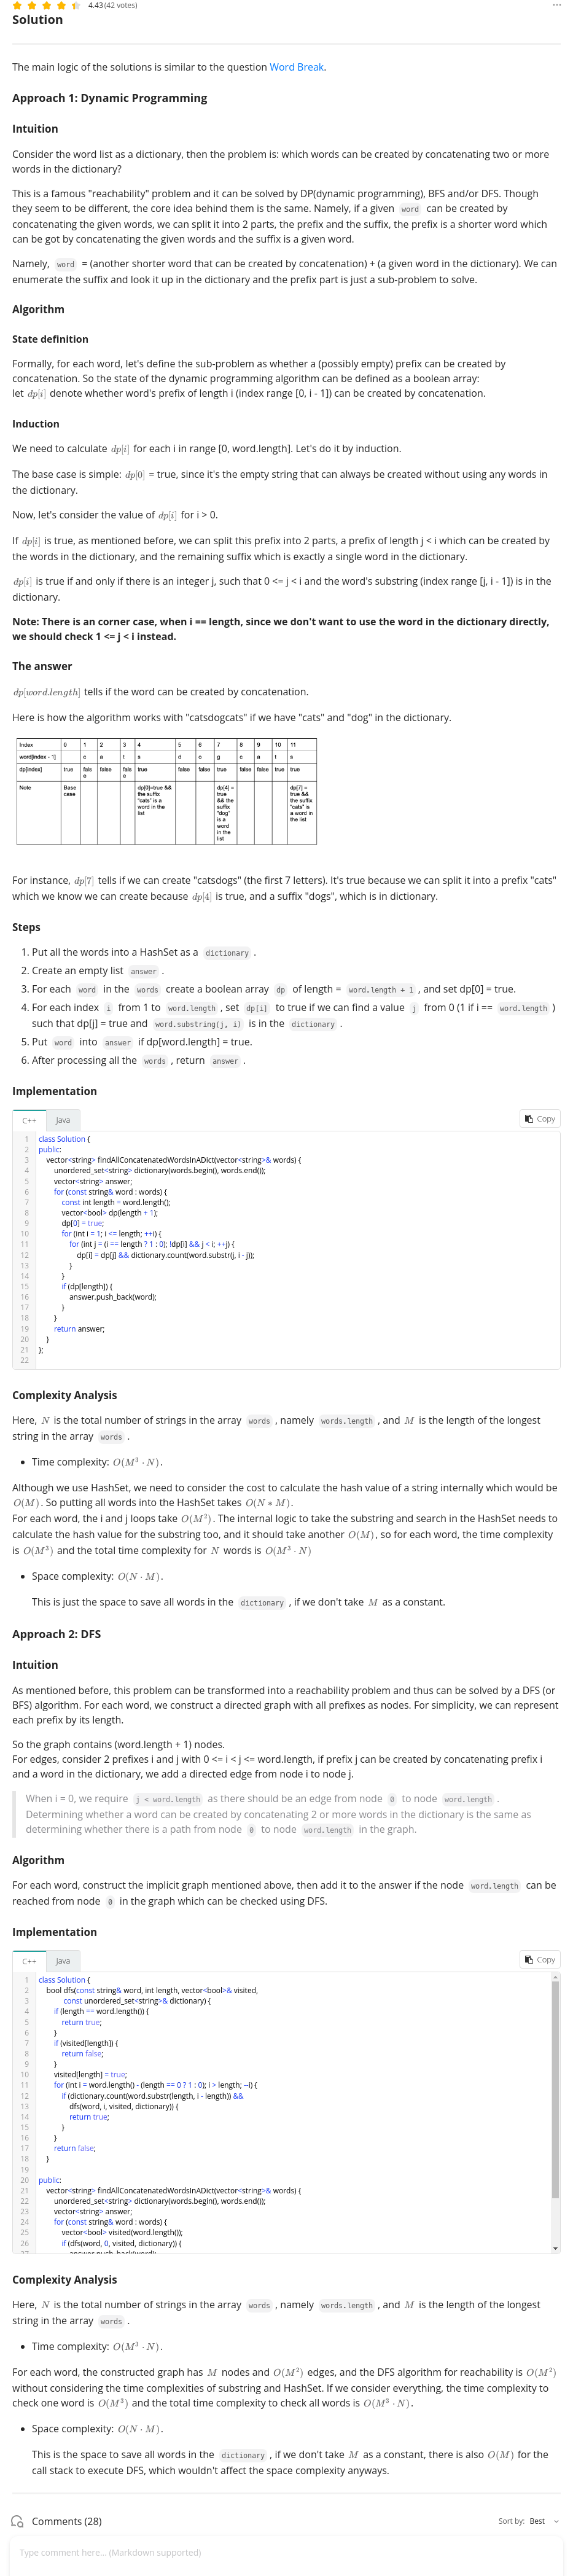 4.43 (42 votes)
Solution
The main logic of the solutions is similar to the question Word Break.
Approach 1: Dynamic Programming
Intuition
Consider the word list as a dictionary, then the problem is: which words can be created by concatenating two or more
words in the dictionary?
This is a famous "reachability" problem and it can be solved by DP(dynamic programming), BFS and/or DFS. Though
they seem to be different, the core idea behind them is the same. Namely, if a given word can be created by
concatenating the given words, we can split it into 2 parts, the prefix and the suffix, the prefix is a shorter word which
can be got by concatenating the given words and the suffix is a given word.
Namely, word = (another shorter word that can be created by concatenation) + (a given word in the dictionary). We can
enumerate the suffix and look it up in the dictionary and the prefix part is just a sub-problem to solve.
Algorithm
State definition
Formally, for each word, let's define the sub-problem as whether a (possibly empty) prefix can be created by
concatenation. So the state of the dynamic programming algorithm can be defined as a boolean array:
let dp[i] denote whether word's prefix of length i (index range [0, i - 1]) can be created by concatenation.
Induction
We need to calculate dp[i] for each i in range [0, word.length]. Let's do it by induction.
The base case is simple: dp[0] = true, since it's the empty string that can always be created without using any words in
the dictionary.
Now, let's consider the value of dp[i] for i > 0.
If dp[i] is true, as mentioned before, we can split this prefix into 2 parts, a prefix of length j < i which can be created by
the words in the dictionary, and the remaining suffix which is exactly a single word in the dictionary.
dp[i] is true if and only if there is an integer j, such that 0 <= j < i and the word's substring (index range [j, i - 1]) is in the
dictionary.
Note: There is an corner case, when i == length, since we don't want to use the word in the dictionary directly,
we should check 1 <= j < i instead.
The answer
dp[word.length] tells if the word can be created by concatenation.
Here is how the algorithm works with "catsdogcats" if we have "cats" and "dog" in the dictionary.
Index 0 1 2 3 4 5 6 7 8 9 10 11
word[index - 1] c a t s d o g c a t s
dp[index] true false false false true false false true false false false true
Note Base case dp[0]=true && the suffix "cats" is a word in the list dp[4] = true && the suffix "dog" is a word in the list dp[7] = true && the suffix "cats" is a word in the list
For instance, dp[7] tells if we can create "catsdogs" (the first 7 letters). It's true because we can split it into a prefix "cats"
which we know we can create because dp[4] is true, and a suffix "dogs", which is in dictionary.
Steps
1. Put all the words into a HashSet as a dictionary .
2. Create an empty list answer .
3. For each word in the words create a boolean array dp of length = word.length + 1 , and set dp[0] = true.
4. For each index i from 1 to word.length , set dp[i] to true if we can find a value j from 0 (1 if i == word.length )
such that dp[j] = true and word.substring(j, i) is in the dictionary .
5. Put word into answer if dp[word.length] = true.
6. After processing all the words , return answer .
Implementation
C++ Java Copy
1 class Solution {
2 public:
3 vector<string> findAllConcatenatedWordsInADict(vector<string>& words) {
4 unordered_set<string> dictionary(words.begin(), words.end());
5 vector<string> answer;
6 for (const string& word : words) {
7 const int length = word.length();
8 vector<bool> dp(length + 1);
9 dp[0] = true;
10 for (int i = 1; i <= length; ++i) {
11 for (int j = (i == length ? 1 : 0); !dp[i] && j < i; ++j) {
12 dp[i] = dp[j] && dictionary.count(word.substr(j, i - j));
13 }
14 }
15 if (dp[length]) {
16 answer.push_back(word);
17 }
18 }
19 return answer;
20 }
21 };
22
Complexity Analysis
Here, N is the total number of strings in the array words , namely words.length , and M is the length of the longest
string in the array words .
• Time complexity: O(M³ · N).
Although we use HashSet, we need to consider the cost to calculate the hash value of a string internally which would be
O(M). So putting all words into the HashSet takes O(N * M).
For each word, the i and j loops take O(M²). The internal logic to take the substring and search in the HashSet needs to
calculate the hash value for the substring too, and it should take another O(M), so for each word, the time complexity
is O(M³) and the total time complexity for N words is O(M³ · N)
• Space complexity: O(N · M).
This is just the space to save all words in the dictionary , if we don't take M as a constant.
Approach 2: DFS
Intuition
As mentioned before, this problem can be transformed into a reachability problem and thus can be solved by a DFS (or
BFS) algorithm. For each word, we construct a directed graph with all prefixes as nodes. For simplicity, we can represent
each prefix by its length.
So the graph contains (word.length + 1) nodes.
For edges, consider 2 prefixes i and j with 0 <= i < j <= word.length, if prefix j can be created by concatenating prefix i
and a word in the dictionary, we add a directed edge from node i to node j.
When i = 0, we require j < word.length as there should be an edge from node 0 to node word.length .
Determining whether a word can be created by concatenating 2 or more words in the dictionary is the same as
determining whether there is a path from node 0 to node word.length in the graph.
Algorithm
For each word, construct the implicit graph mentioned above, then add it to the answer if the node word.length can be
reached from node 0 in the graph which can be checked using DFS.
Implementation
C++ Java Copy
1 class Solution {
2 bool dfs(const string& word, int length, vector<bool>& visited,
3 const unordered_set<string>& dictionary) {
4 if (length == word.length()) {
5 return true;
6 }
7 if (visited[length]) {
8 return false;
9 }
10 visited[length] = true;
11 for (int i = word.length() - (length == 0 ? 1 : 0); i > length; --i) {
12 if (dictionary.count(word.substr(length, i - length)) &&
13 dfs(word, i, visited, dictionary)) {
14 return true;
15 }
16 }
17 return false;
18 }
19
20 public:
21 vector<string> findAllConcatenatedWordsInADict(vector<string>& words) {
22 unordered_set<string> dictionary(words.begin(), words.end());
23 vector<string> answer;
24 for (const string& word : words) {
25 vector<bool> visited(word.length());
26 if (dfs(word, 0, visited, dictionary)) {
27 answer.push_back(word);
Complexity Analysis
Here, N is the total number of strings in the array words , namely words.length , and M is the length of the longest
string in the array words .
• Time complexity: O(M³ · N).
For each word, the constructed graph has M nodes and O(M²) edges, and the DFS algorithm for reachability is O(M²)
without considering the time complexities of substring and HashSet. If we consider everything, the time complexity to
check one word is O(M³) and the total time complexity to check all words is O(M³ · N).
• Space complexity: O(N · M).
This is the space to save all words in the dictionary , if we don't take M as a constant, there is also O(M) for the
call stack to execute DFS, which wouldn't affect the space complexity anyways.
Comments (28) Sort by: Best
Type comment here... (Markdown supported)